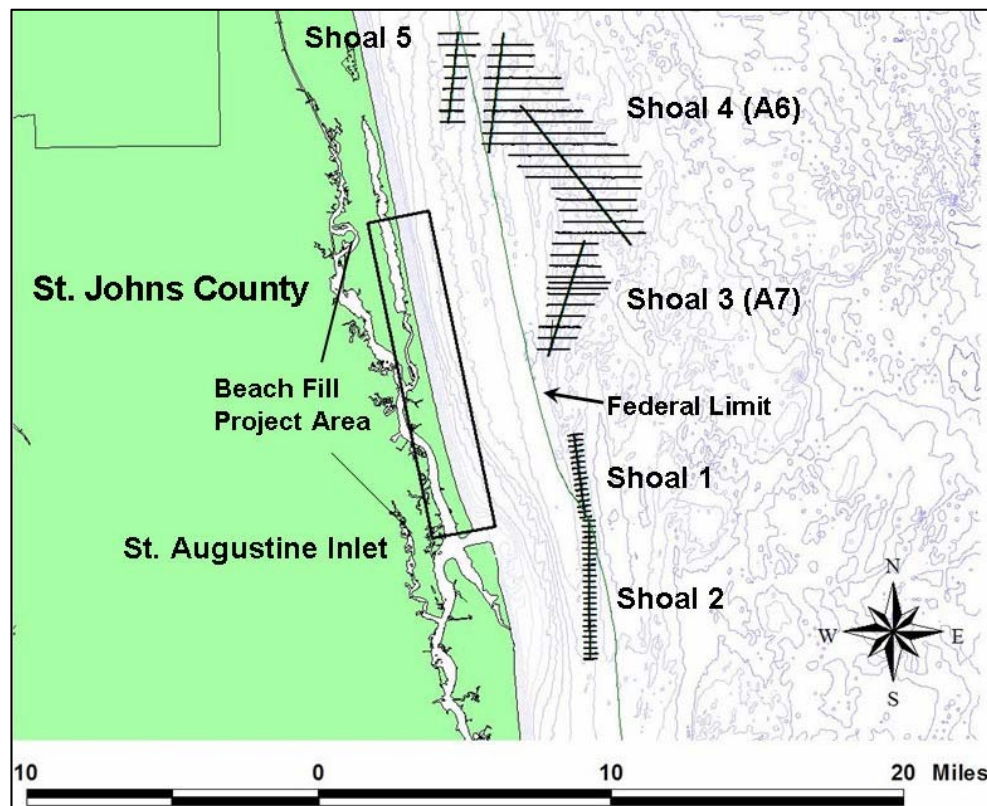 Shoal 5
Shoal 4 (A6)
St. Johns County
Shoal 3 (A7)
Beach Fill
Project Area
Federal Limit
Shoal 1
St. Augustine Inlet
Shoal 2
N
W
E
S
10
0
10
20
Miles